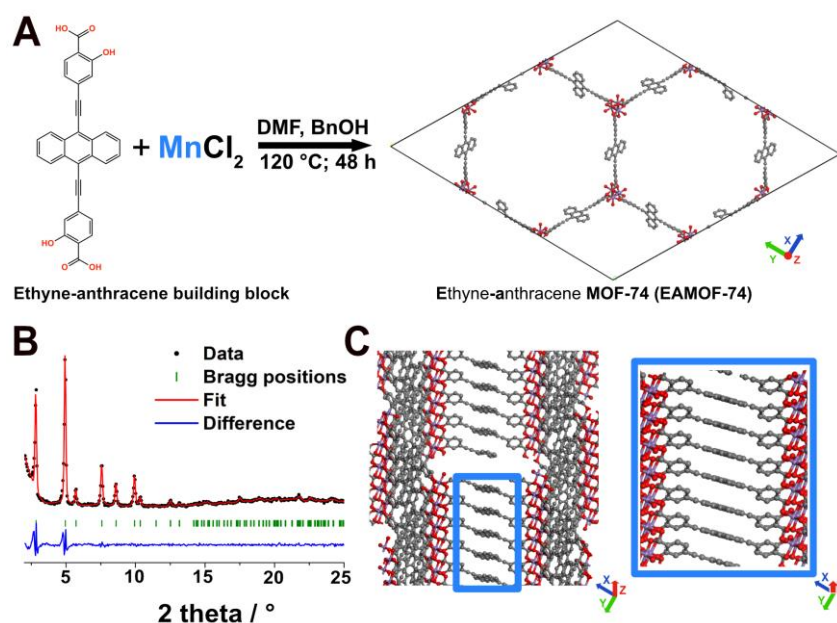 A
HO
O
OH
+ MnCl2
DMF, BnOH
120 °C; 48 h
HO
O
OH
Ethyne-anthracene building block
Ethyne-anthracene MOF-74 (EAMOF-74)
X
Y
Z
B
Data
Bragg positions
Fit
Difference
5
10
15
20
25
2 theta / °
C
X
Z
Y
X
Z
Y